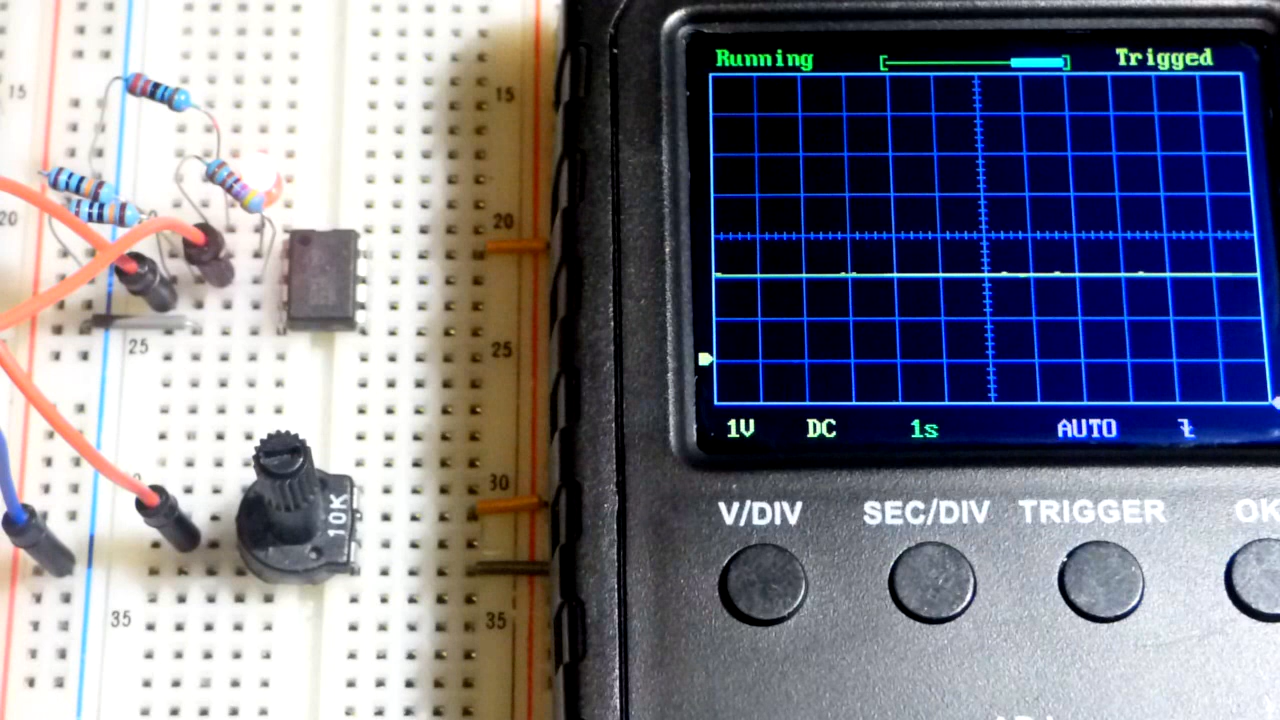 Running Trigged
15 15
20 20
25 25
30
10K
35 35
1V DC 1s AUTO
V/DIV SEC/DIV TRIGGER OK